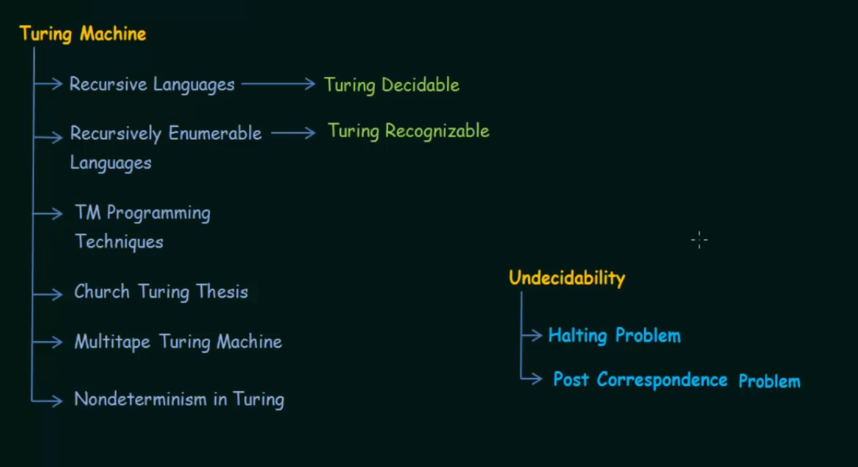 Turing Machine
Recursive Languages
Turing Decidable
Recursively Enumerable
Languages
Turing Recognizable
TM Programming
Techniques
Church Turing Thesis
Multitape Turing Machine
Nondeterminism in Turing
Undecidability
Halting Problem
Post Correspondence Problem